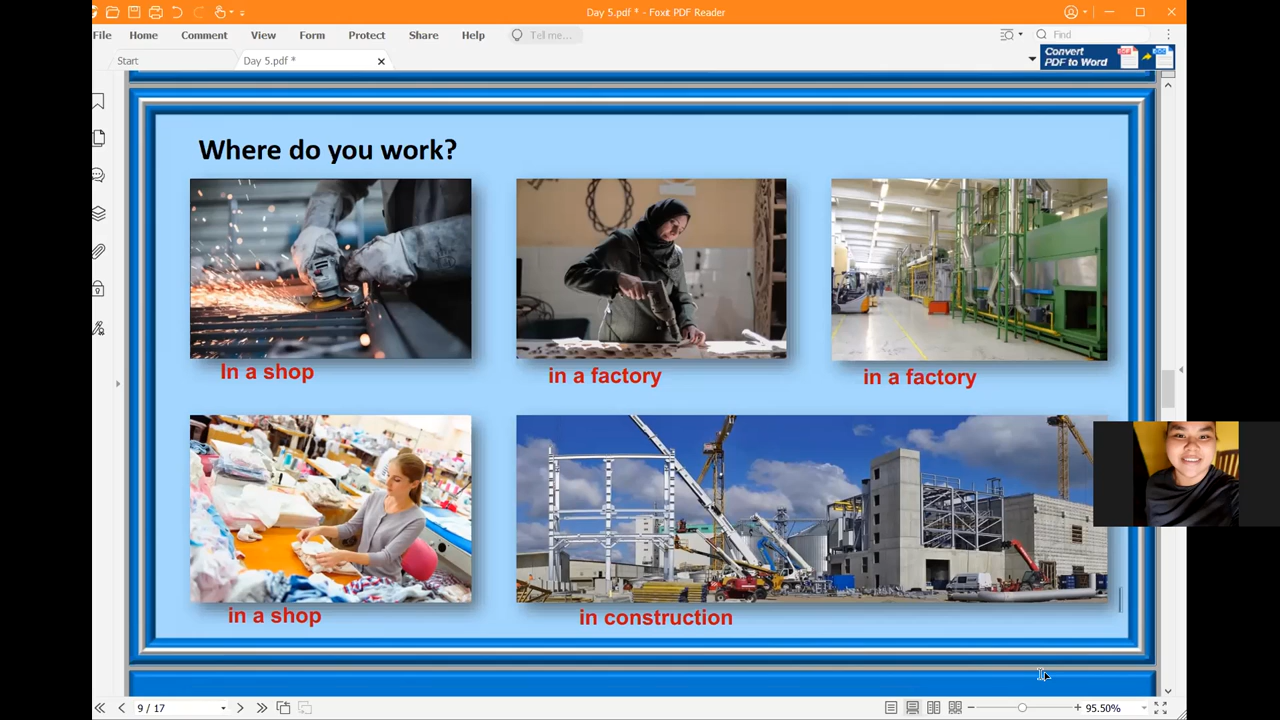 Day 5.pdf * - Foxit PDF Reader
File Home Comment View Form Protect Share Help Tell me... Find
Start Day 5.pdf * Convert
PDF to Word
Where do you work?
In a shop
in a factory
in a factory
in a shop
in construction
9 / 17 95.50%